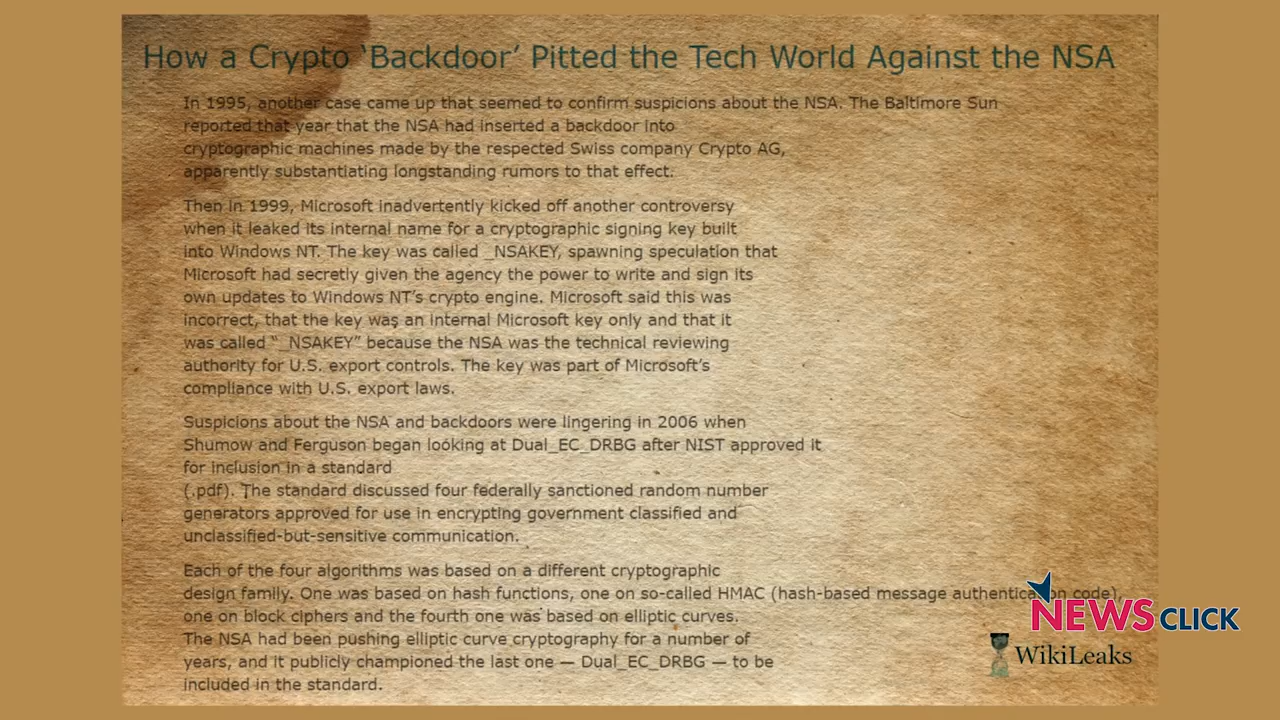 How a Crypto ‘Backdoor’ Pitted the Tech World Against the NSA
In 1995, another case came up that seemed to confirm suspicions about the NSA. The Baltimore Sun
reported that year that the NSA had inserted a backdoor into
cryptographic machines made by the respected Swiss company Crypto AG,
apparently substantiating longstanding rumors to that effect.
Then in 1999, Microsoft inadvertently kicked off another controversy
when it leaked its internal name for a cryptographic signing key built
into Windows NT. The key was called _NSAKEY, spawning speculation that
Microsoft had secretly given the agency the power to write and sign its
own updates to Windows NT’s crypto engine. Microsoft said this was
incorrect, that the key was an internal Microsoft key only and that it
was called “_NSAKEY” because the NSA was the technical reviewing
authority for U.S. export controls. The key was part of Microsoft’s
compliance with U.S. export laws.
Suspicions about the NSA and backdoors were lingering in 2006 when
Shumow and Ferguson began looking at Dual_EC_DRBG after NIST approved it
for inclusion in a standard
(.pdf). The standard discussed four federally sanctioned random number
generators approved for use in encrypting government classified and
unclassified-but-sensitive communication.
Each of the four algorithms was based on a different cryptographic
design family. One was based on hash functions, one on so-called HMAC (hash-based message authentication code),
one on block ciphers and the fourth one was based on elliptic curves.
The NSA had been pushing elliptic curve cryptography for a number of
years, and it publicly championed the last one — Dual_EC_DRBG — to be
included in the standard.
NEWSCLICK
WikiLeaks